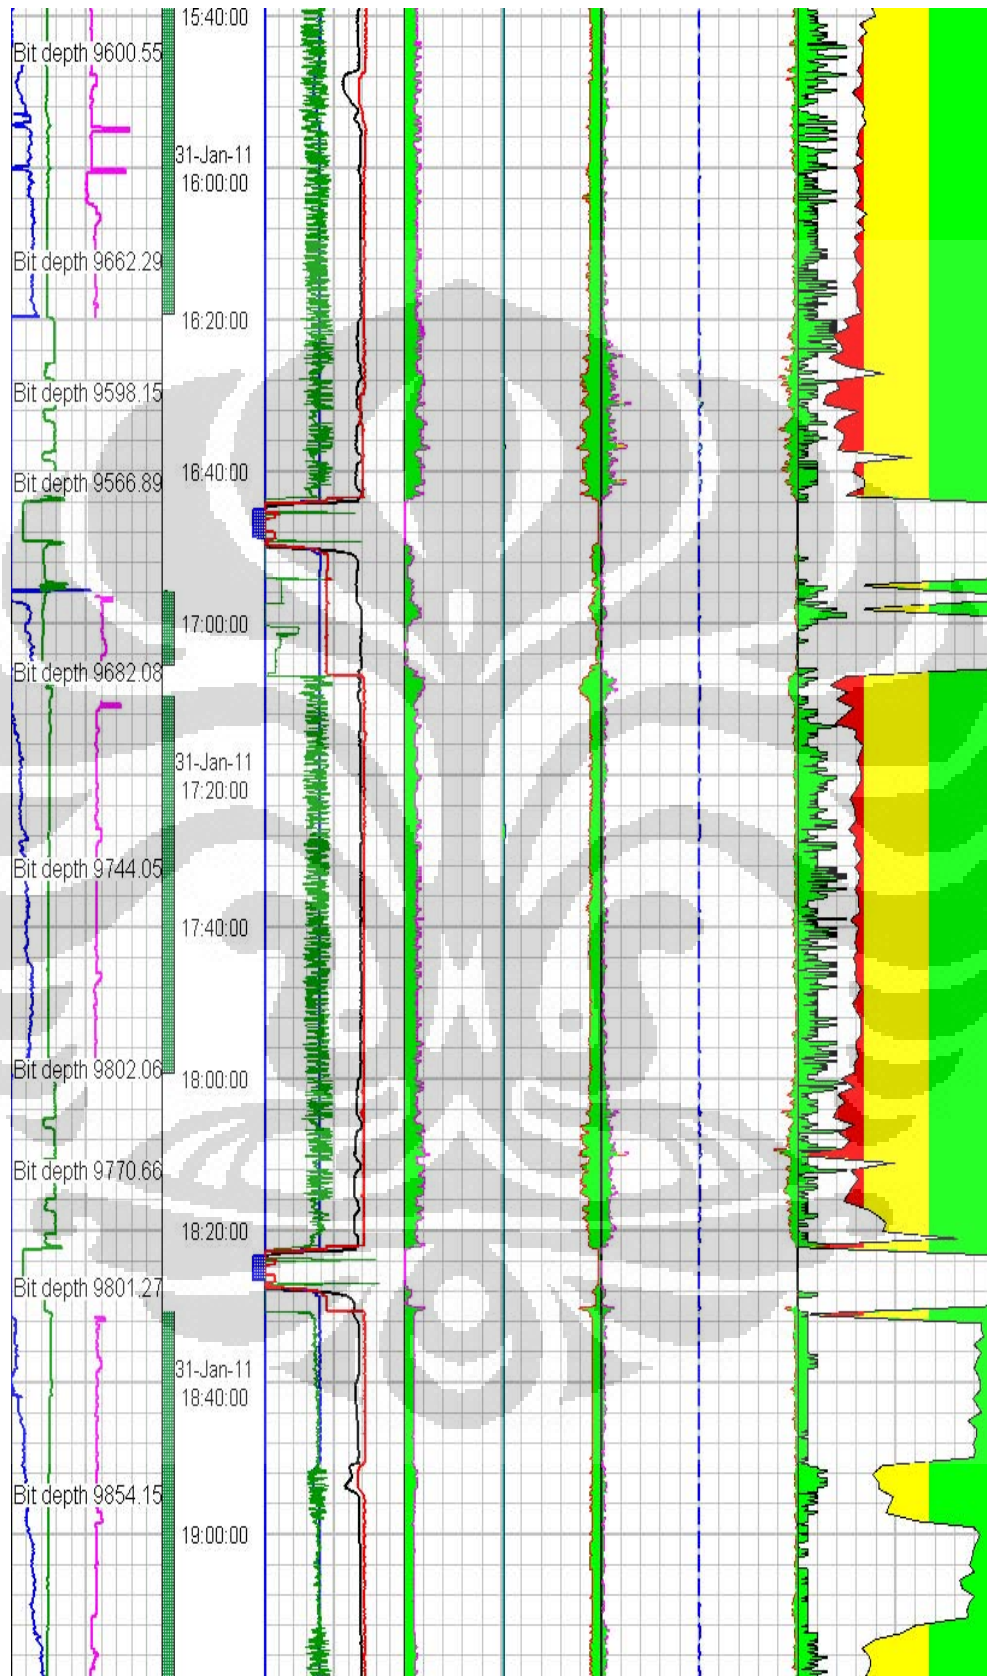 15:40:00
Bit depth 9600.55
31-Jan-11
16:00:00
Bit depth 9662.29
16:20:00
Bit depth 9598.15
16:40:00
Bit depth 9566.89
17:00:00
Bit depth 9682.08
31-Jan-11
17:20:00
Bit depth 9744.05
17:40:00
Bit depth 9802.06
18:00:00
Bit depth 9770.66
18:20:00
Bit depth 9801.27
31-Jan-11
18:40:00
Bit depth 9854.15
19:00:00